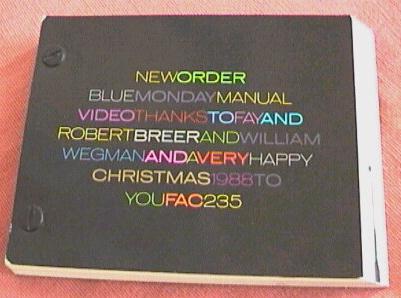 NEWORDER
BLUEMONDAYMANUAL
VIDEOTHANKSTOFAYAND
ROBERTBREERANDWILLIAM
WEGMANANDAVERYHAPPY
CHRISTMAS1988TO
YOUFAC235